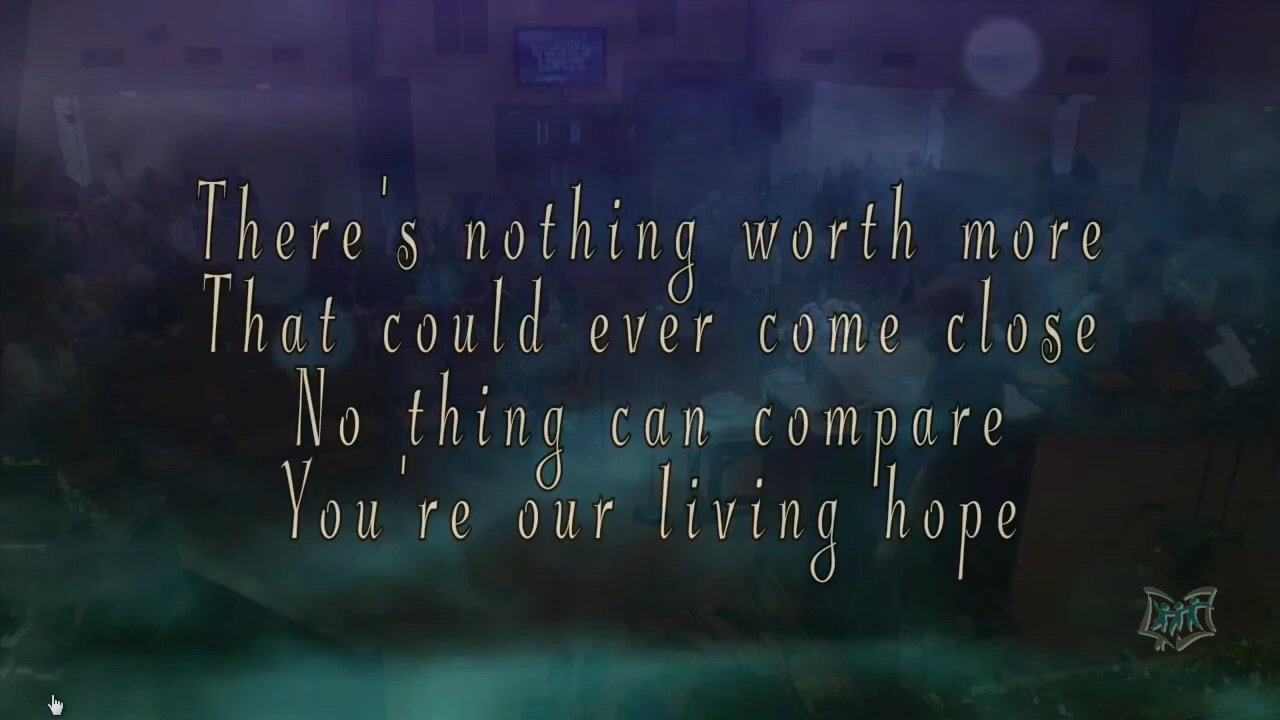 There's nothing worth more
That could ever come close
No thing can compare
You're our living hope